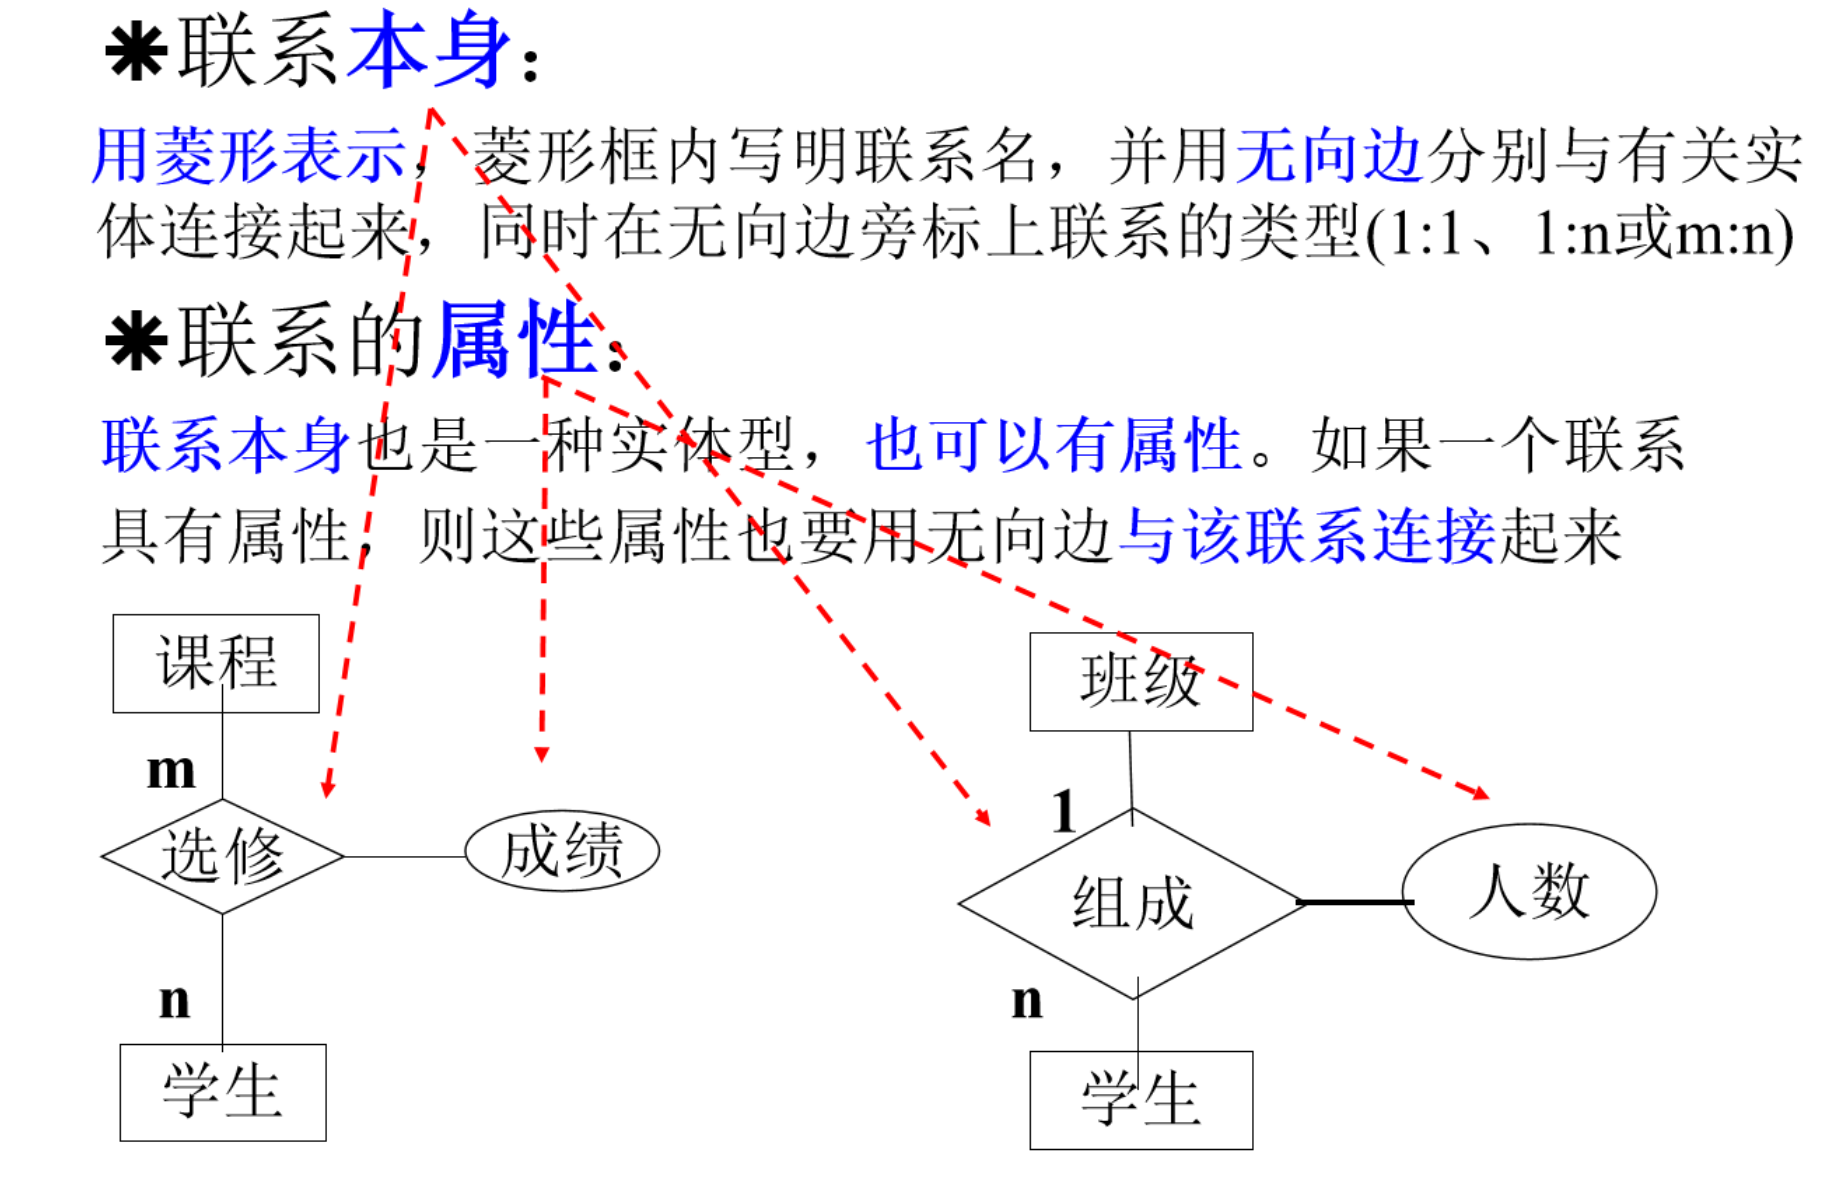 ❋联系本身：
用菱形表示，菱形框内写明联系名，并用无向边分别与有关实
体连接起来，同时在无向边旁标上联系的类型(1:1、1:n或m:n)
❋联系的属性：
联系本身也是一种实体型，也可以有属性。如果一个联系
具有属性，则这些属性也要用无向边与该联系连接起来
课程
m
选修
成绩
n
学生
班级
1
组成
人数
n
学生